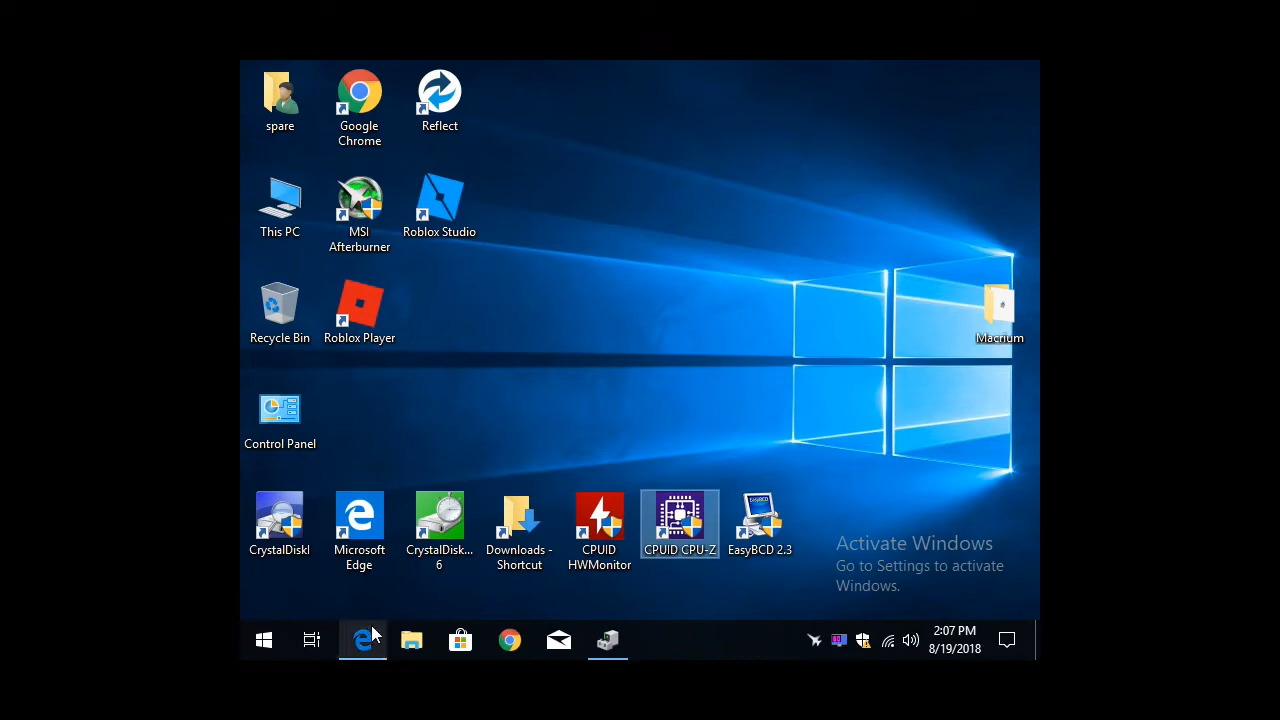 spare
Google
Chrome
Reflect
This PC
MSI
Afterburner
Roblox Studio
Recycle Bin
Roblox Player
Macrium
Control Panel
CrystalDiskI
Microsoft
Edge
CrystalDisk...
6
Downloads -
Shortcut
CPUID
HWMonitor
CPUID CPU-Z
EasyBCD 2.3
Activate Windows
Go to Settings to activate
Windows.
2:07 PM
8/19/2018